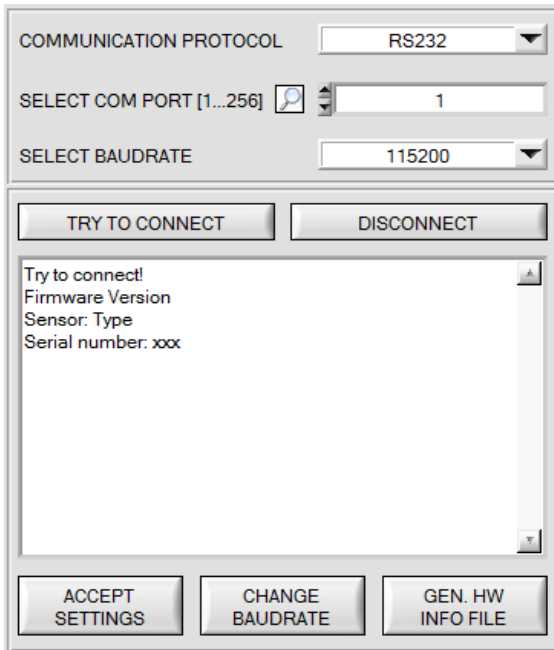 COMMUNICATION PROTOCOL RS232
SELECT COM PORT [1...256] 1
SELECT BAUDRATE 115200
TRY TO CONNECT DISCONNECT
Try to connect!
Firmware Version
Sensor: Type
Serial number: xxx
ACCEPT SETTINGS
CHANGE BAUDRATE
GEN. HW INFO FILE